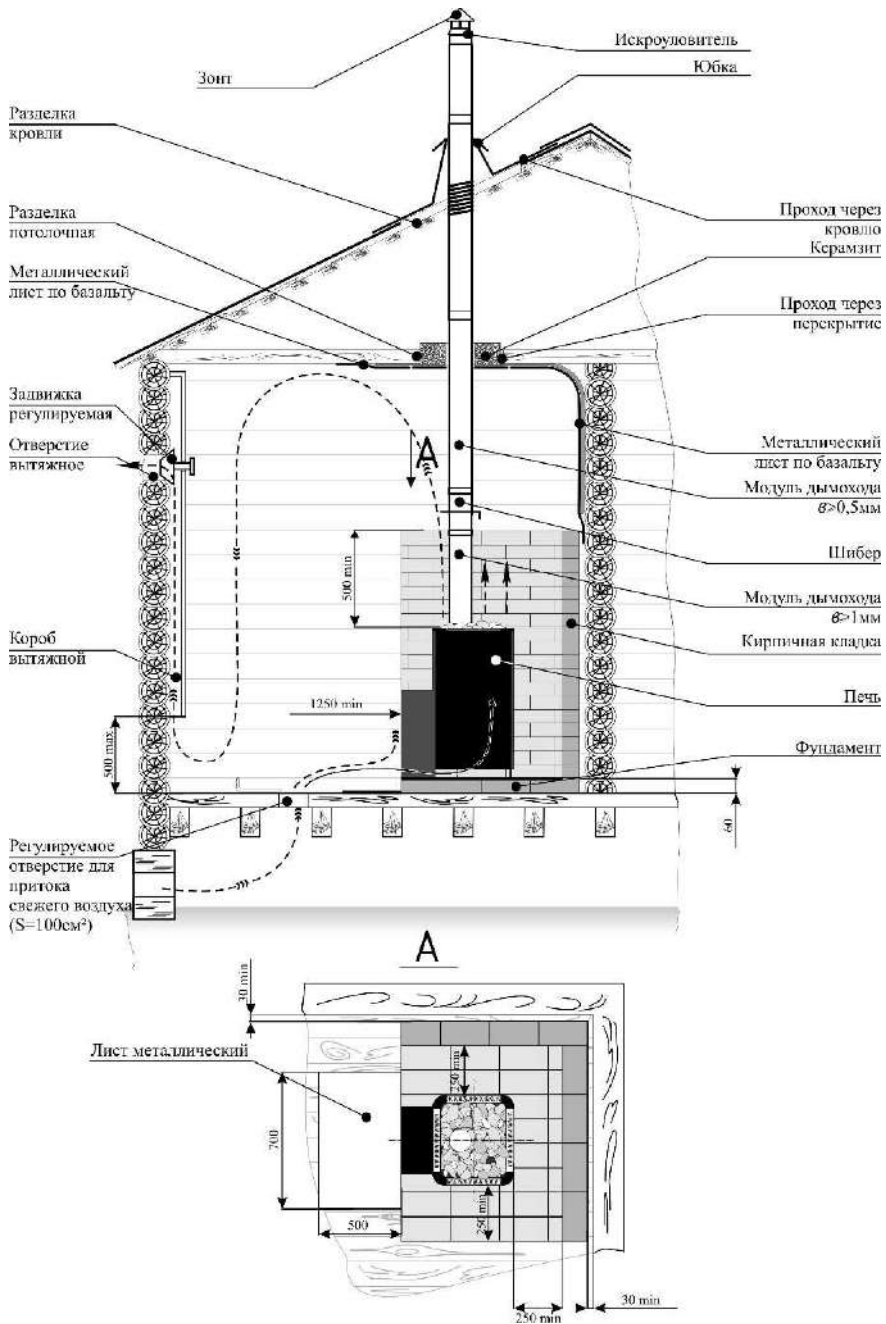 Зонт
Искроуловитель
Юбка
Разделка
кровли
Разделка
потолочная
Металлический
лист по базальту
Проход через
кровлю
Керамзит
Проход через
перекрытие
Задвижка
регулируемая
Отверстие
вытяжное
А
Металлический
лист по базальту
Модуль дымохода
в>0,5мм
Шибер
500 min
Модуль дымохода
в>1мм
Кирпичная кладка
Короб
вытяжной
Печь
1250 min
500 max
Фундамент
60
Регулируемое
отверстие для
притока
свежего воздуха
(S=100см²)
А
30 min
Лист металлический
250 min
700
250 min
500
30 min
250 min